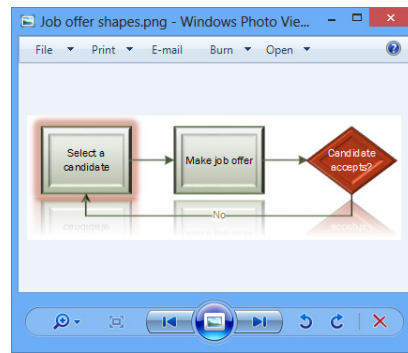 Job offer shapes.png - Windows Photo Vie...
File Print E-mail Burn Open
Select a
candidate
Make job offer
Candidate
accepts?
No